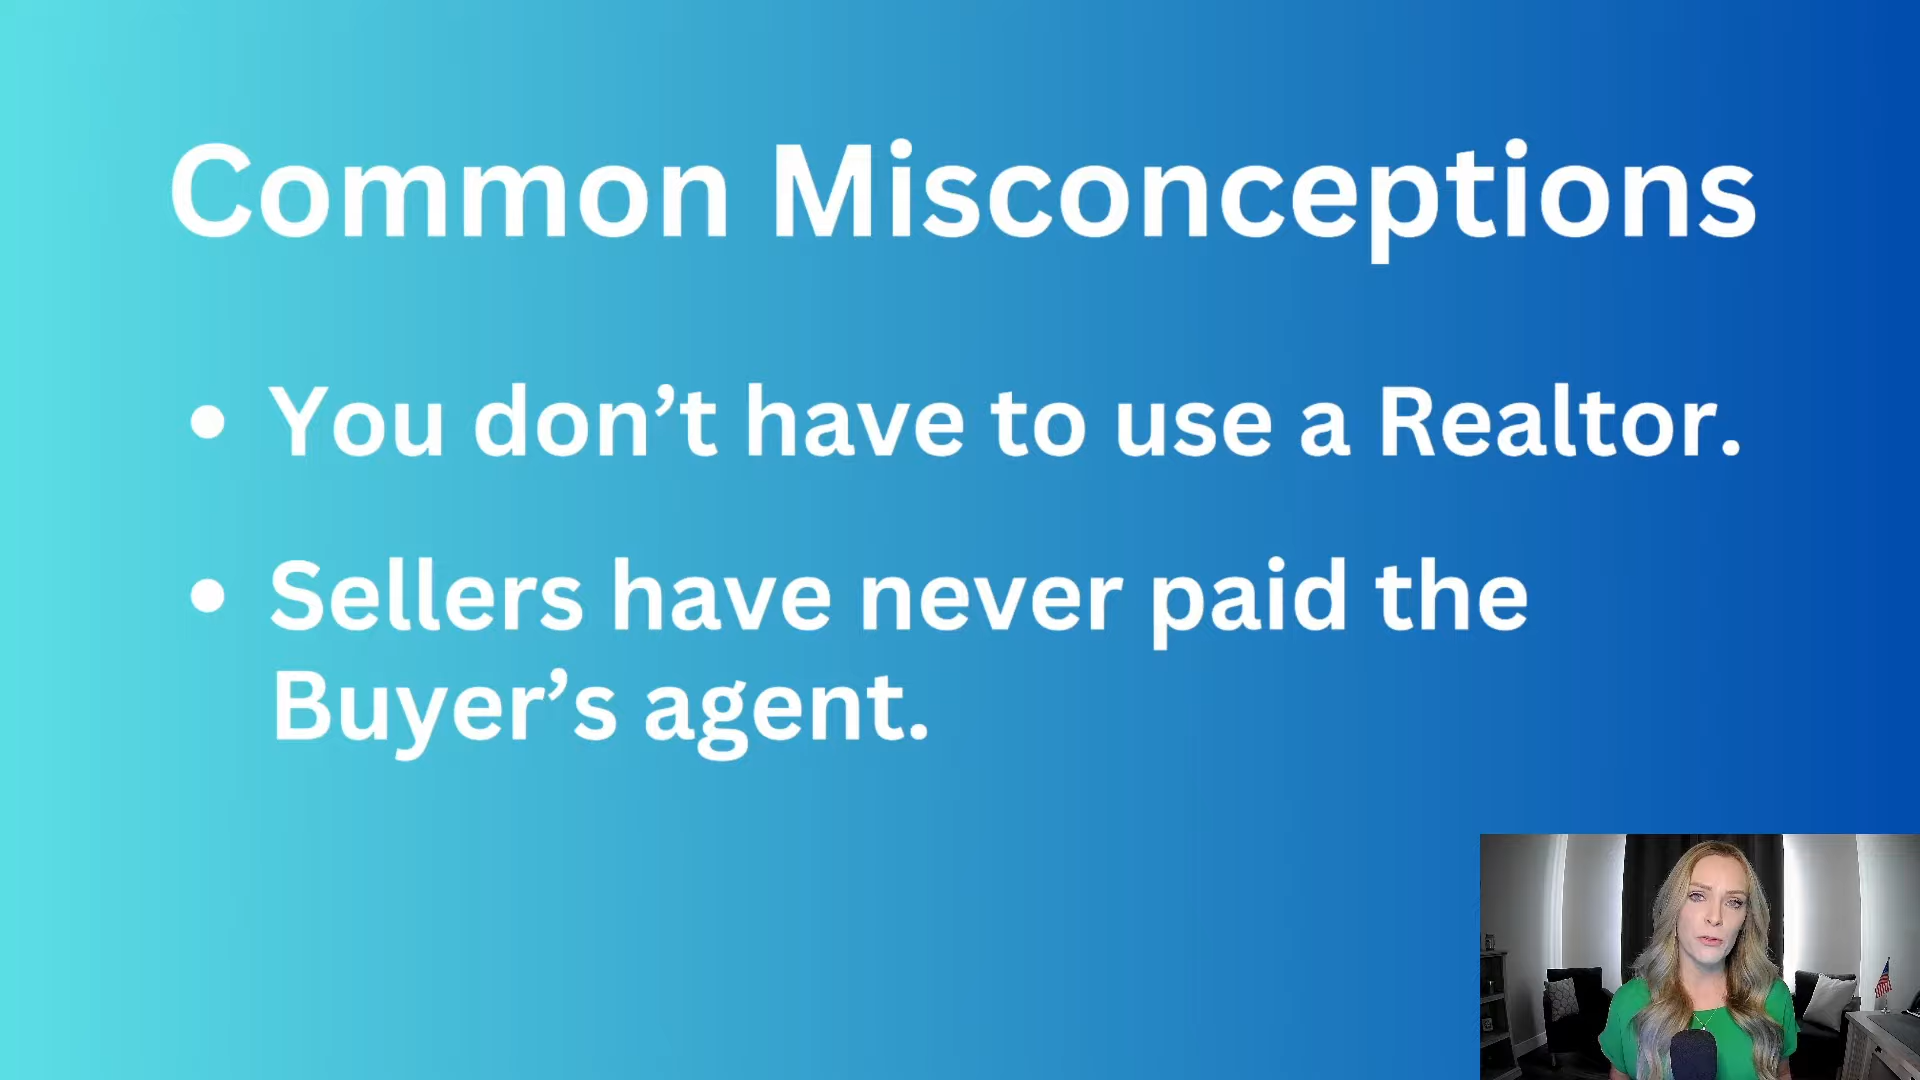 Common Misconceptions
• You don’t have to use a Realtor.
• Sellers have never paid the
Buyer’s agent.